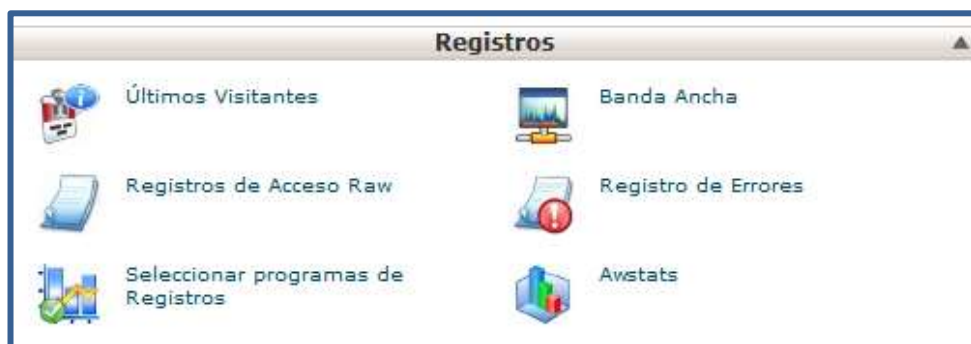 Registros
Últimos Visitantes
Banda Ancha
Registros de Acceso Raw
Registro de Errores
Seleccionar programas de
Registros
Awstats